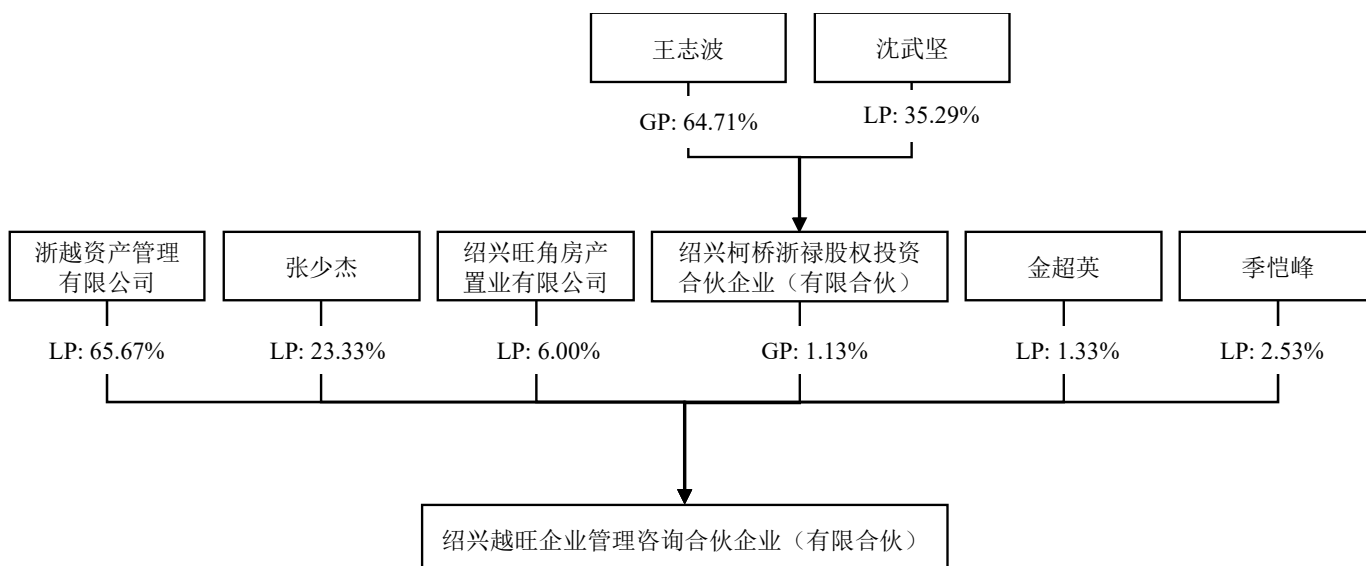 王志波
沈武坚
GP: 64.71%
LP: 35.29%
浙越资产管理
有限公司
张少杰
绍兴旺角房产
置业有限公司
绍兴柯桥浙禄股权投资
合伙企业（有限合伙）
金超英
季恺峰
LP: 65.67%
LP: 23.33%
LP: 6.00%
GP: 1.13%
LP: 1.33%
LP: 2.53%
绍兴越旺企业管理咨询合伙企业（有限合伙）